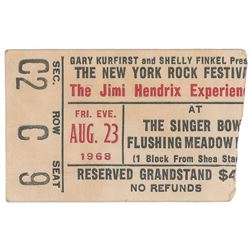 SEC. ROW SEAT
C2 C 9
GARY KURFIRST and SHELLY FINKEL Pres
THE NEW YORK ROCK FESTIVA
The Jimi Hendrix Experienc
FRI. EVE.
AUG. 23
1968
AT
THE SINGER BOW
FLUSHING MEADOW
(1 Block From Shea Sta
RESERVED GRANDSTAND $4
NO REFUNDS